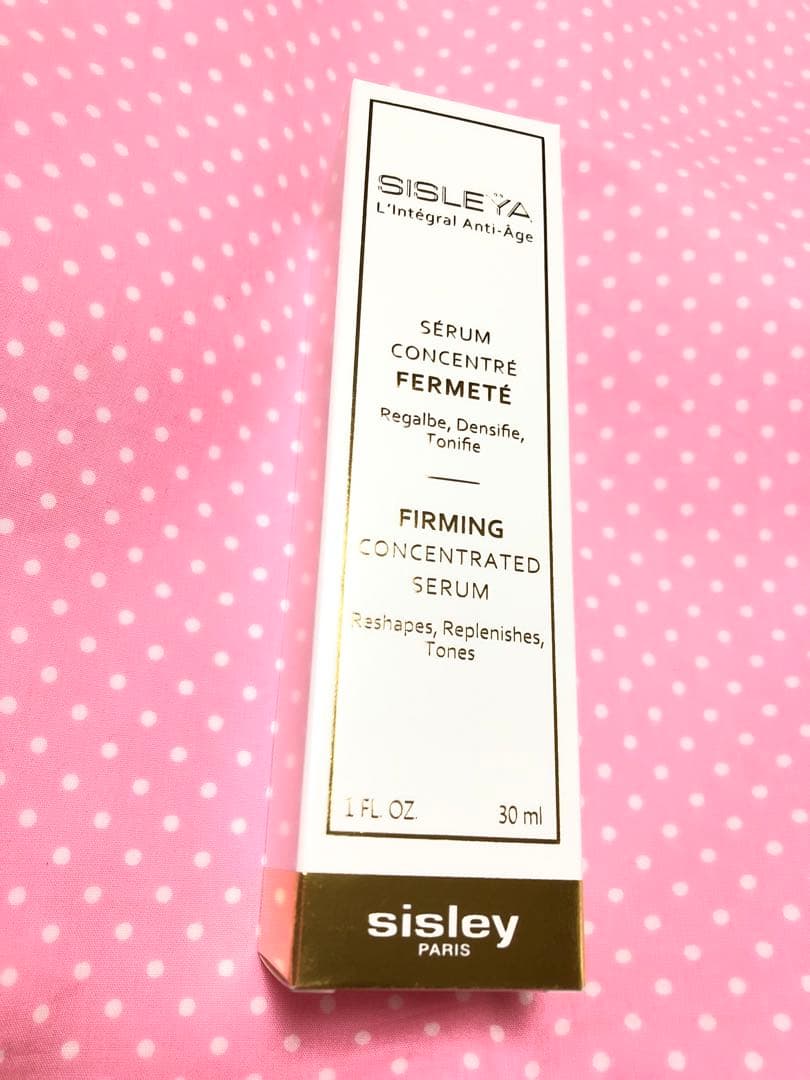 SISLEŸA
L'Intégral Anti-Âge
SÉRUM
CONCENTRÉ
FERMETÉ
Regalbe, Densifie,
Tonifie
FIRMING
CONCENTRATED
SERUM
Reshapes, Replenishes,
Tones
1 FL. OZ. 30 ml
sisley
PARIS